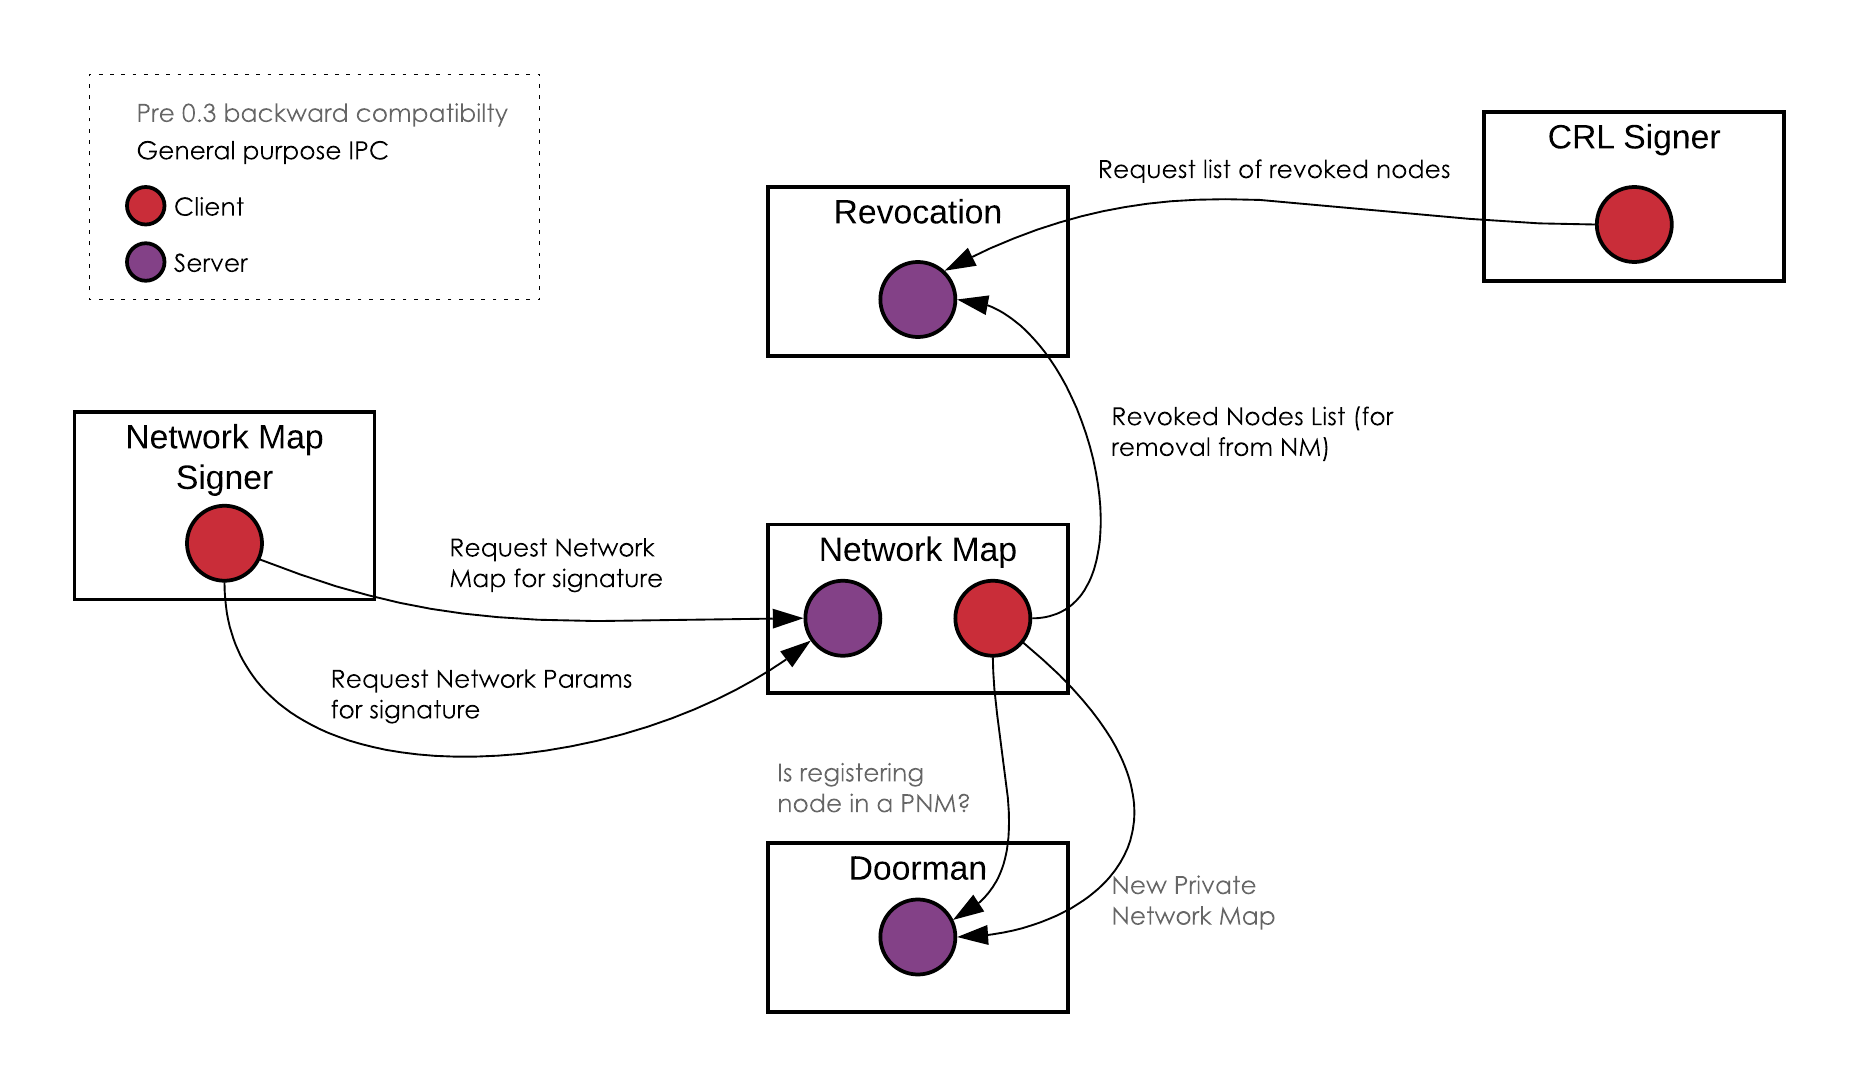 Pre 0.3 backward compatibilty
General purpose IPC
Client
Server
CRL Signer
Request list of revoked nodes
Revocation
Revoked Nodes List (for
removal from NM)
Network Map
Signer
Request Network
Map for signature
Network Map
Request Network Params
for signature
Is registering
node in a PNM?
Doorman
New Private
Network Map